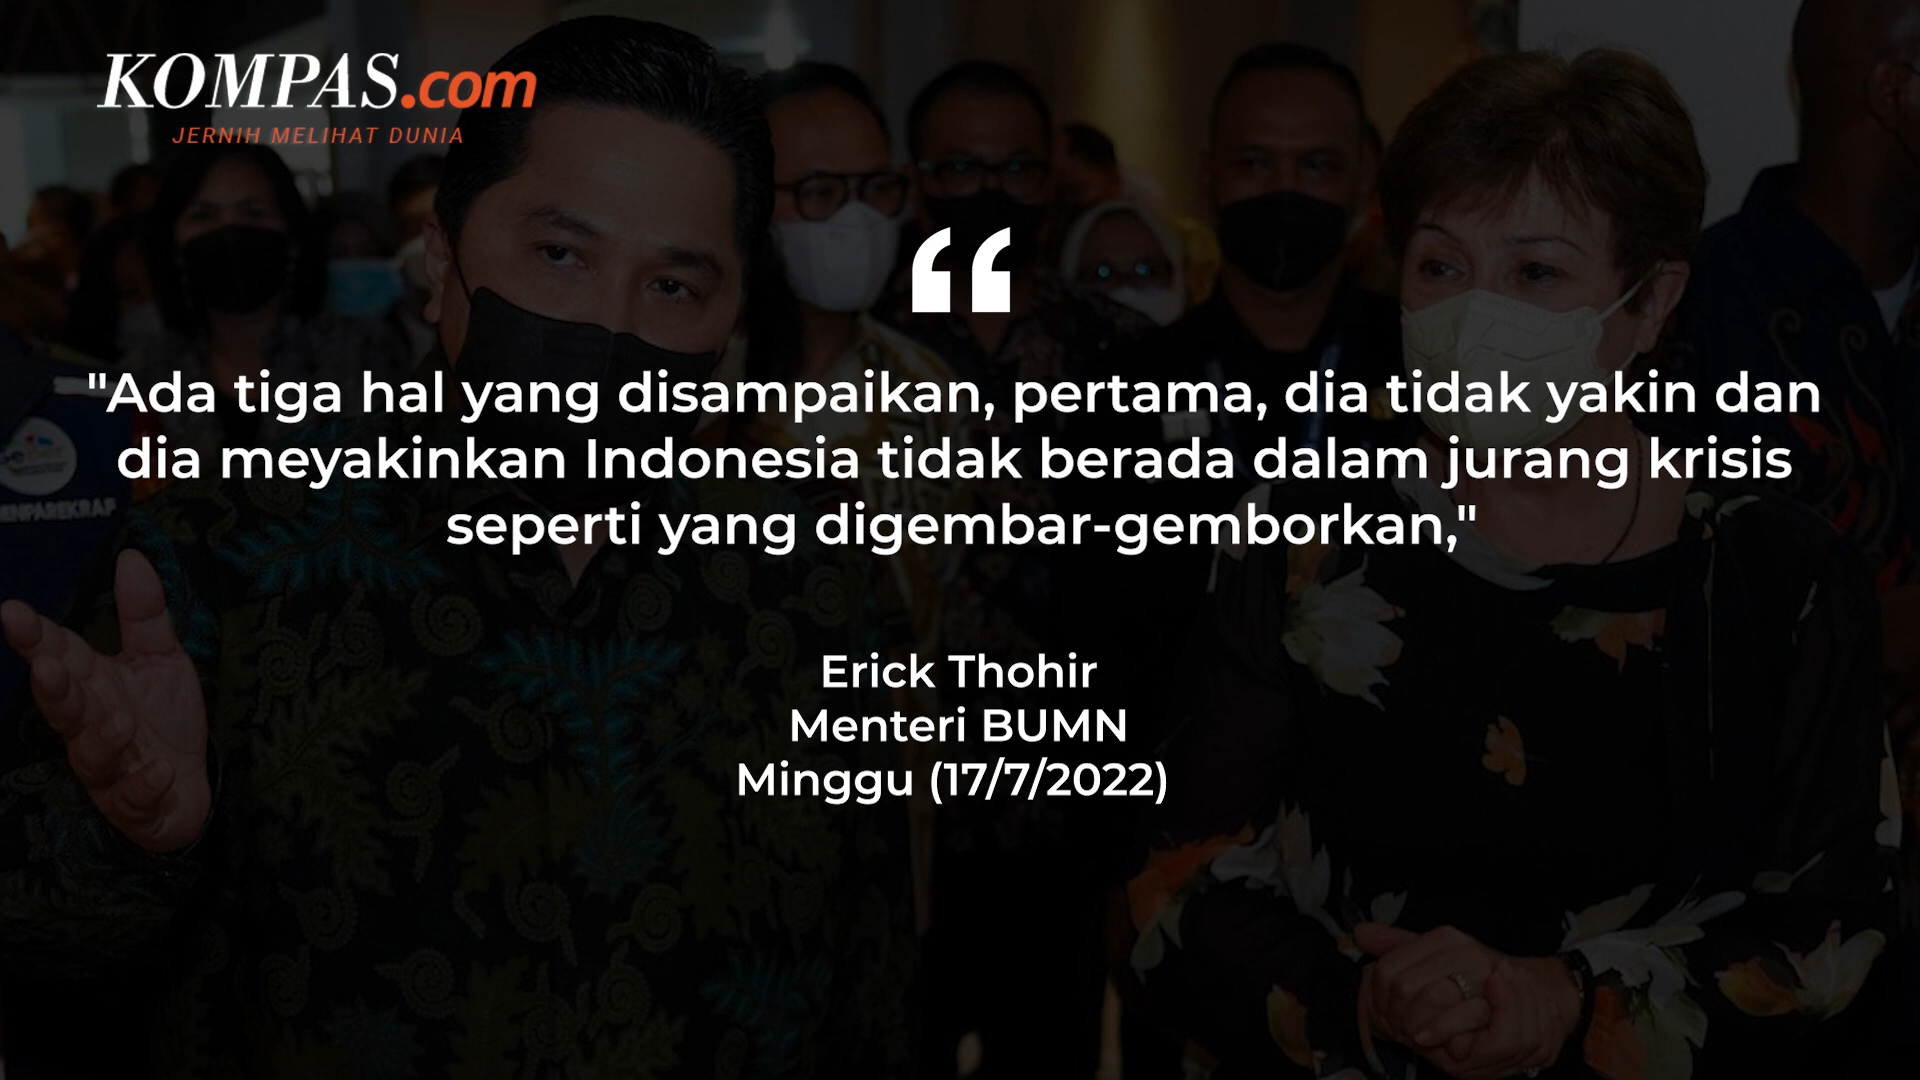 KOMPAS.com
JERNIH MELIHAT DUNIA
"Ada tiga hal yang disampaikan, pertama, dia tidak yakin dan
dia meyakinkan Indonesia tidak berada dalam jurang krisis
seperti yang digembar-gemborkan,"
ENPAREKRAF
Erick Thohir
Menteri BUMN
Minggu (17/7/2022)